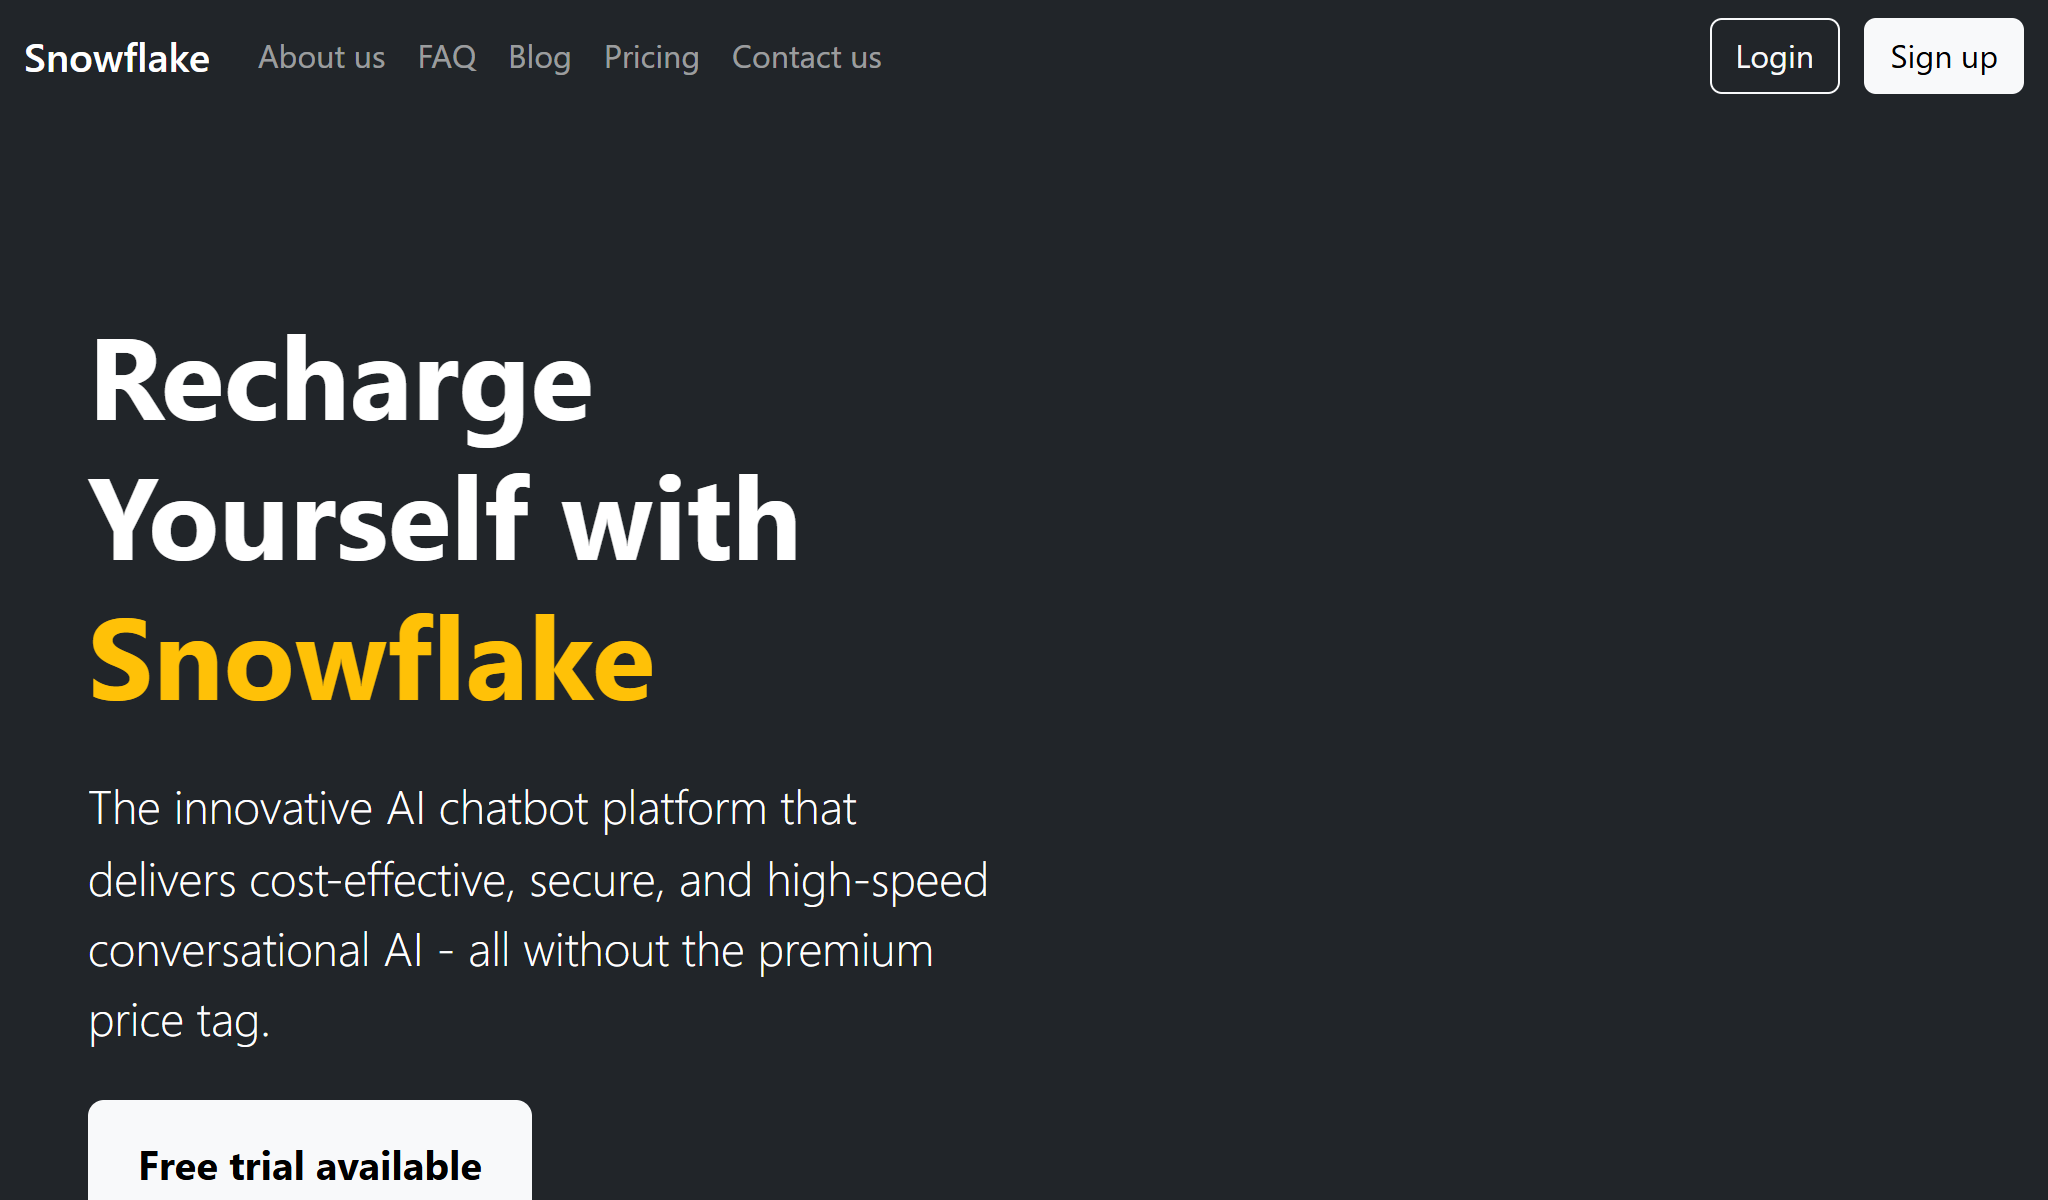 Snowflake About us FAQ Blog Pricing Contact us Login Sign up
Recharge
Yourself with
Snowflake
The innovative AI chatbot platform that
delivers cost-effective, secure, and high-speed
conversational AI - all without the premium
price tag.
Free trial available